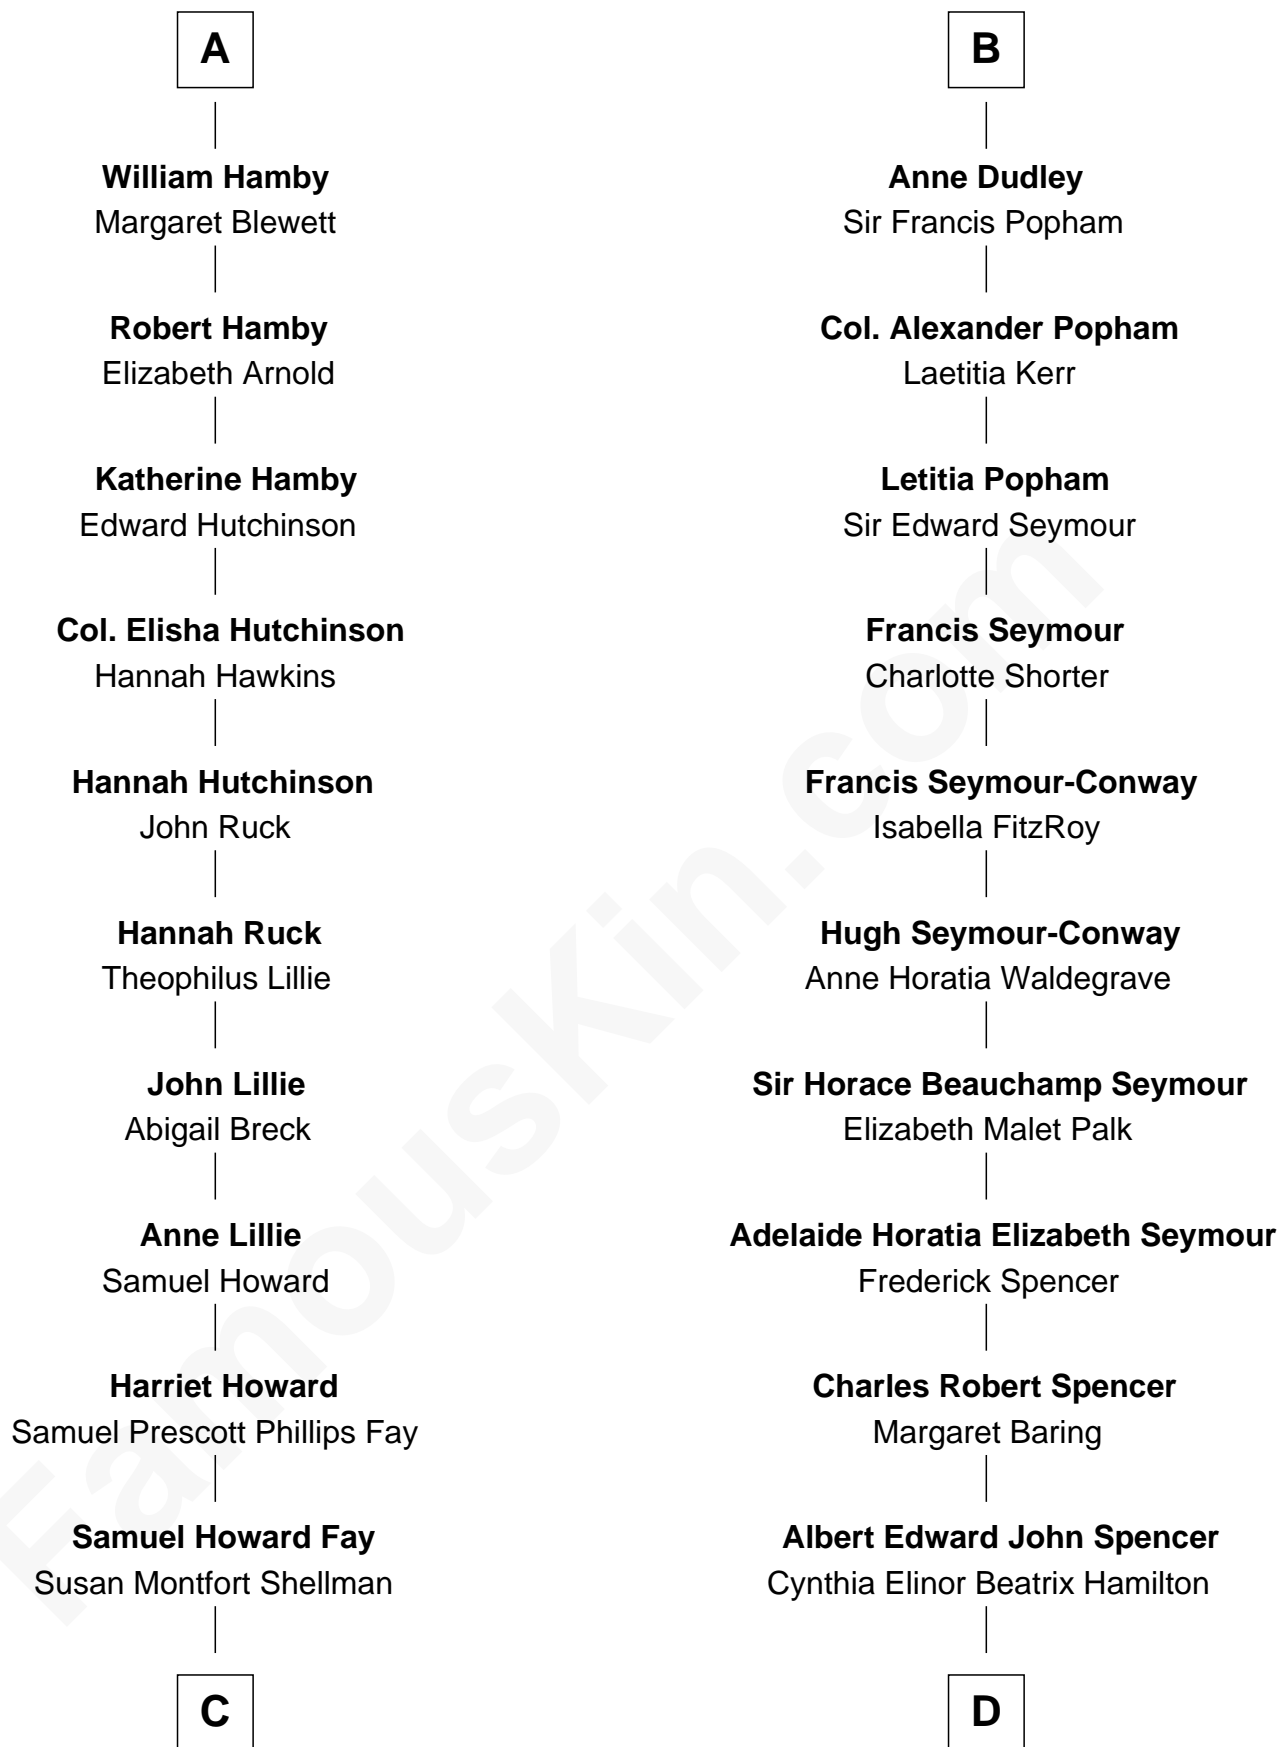 A
William Hamby
Margaret Blewett
Robert Hamby
Elizabeth Arnold
Katherine Hamby
Edward Hutchinson
Col. Elisha Hutchinson
Hannah Hawkins
Hannah Hutchinson
John Ruck
Hannah Ruck
Theophilus Lillie
John Lillie
Abigail Breck
Anne Lillie
Samuel Howard
Harriet Howard
Samuel Prescott Phillips Fay
Samuel Howard Fay
Susan Montfort Shellman
C
B
Anne Dudley
Sir Francis Popham
Col. Alexander Popham
Laetitia Kerr
Letitia Popham
Sir Edward Seymour
Francis Seymour
Charlotte Shorter
Francis Seymour-Conway
Isabella FitzRoy
Hugh Seymour-Conway
Anne Horatia Waldegrave
Sir Horace Beauchamp Seymour
Elizabeth Malet Palk
Adelaide Horatia Elizabeth Seymour
Frederick Spencer
Charles Robert Spencer
Margaret Baring
Albert Edward John Spencer
Cynthia Elinor Beatrix Hamilton
D
FamousKin.com